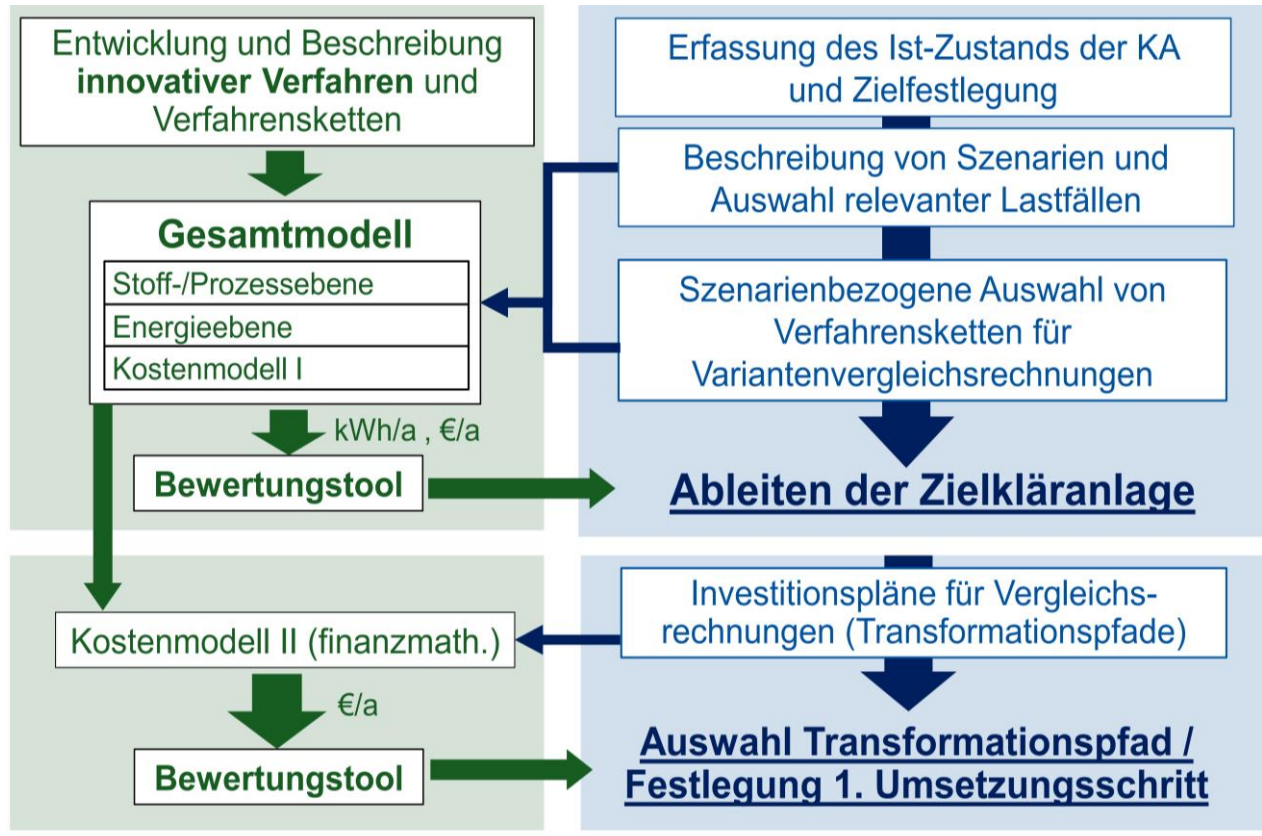 Entwicklung und Beschreibung
innovativer Verfahren und
Verfahrensketten
Gesamtmodell
Stoff-/Prozessebene
Energieebene
Kostenmodell I
kWh/a , €/a
Bewertungstool
Erfassung des Ist-Zustands der KA
und Zielfestlegung
Beschreibung von Szenarien und
Auswahl relevanter Lastfällen
Szenarienbezogene Auswahl von
Verfahrensketten für
Variantenvergleichsrechnungen
Ableiten der Zielkläranlage
Kostenmodell II (finanzmath.)
€/a
Bewertungstool
Investitionspläne für Vergleichs-
rechnungen (Transformationspfade)
Auswahl Transformationspfad /
Festlegung 1. Umsetzungsschritt